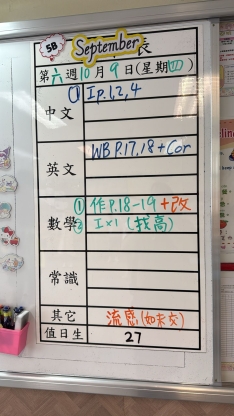 5B
September
長
第六週10月9日(星期四)
中文
① I p.1,2,4
英文
WB P.17,18 + Cor
數學
① 作 P.18-19 + 改
② I×1 (找高)
常識
其它
流感(如未交)
值日生
27